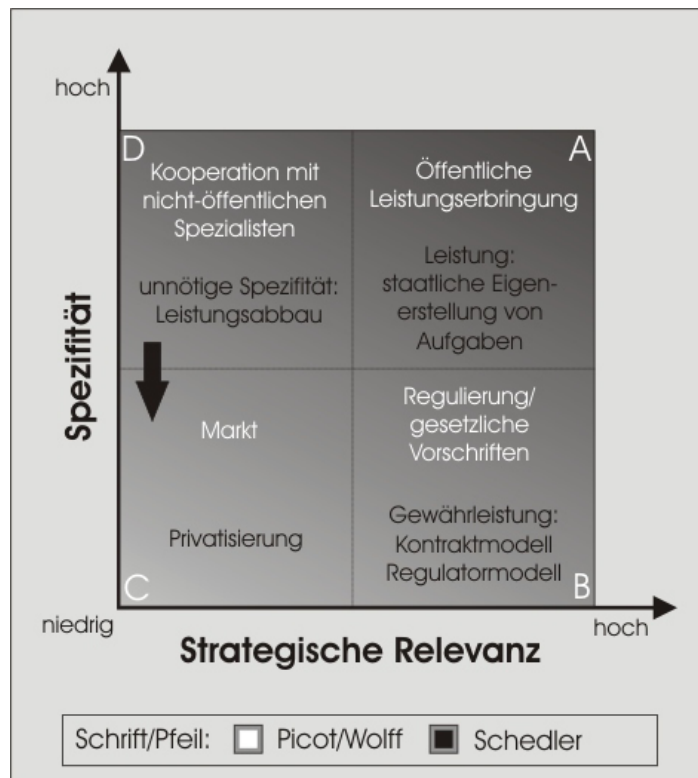 hoch
D
Kooperation mit
nicht-öffentlichen
Spezialisten
unnötige Spezifität:
Leistungsabbau
A
Öffentliche
Leistungserbringung
Leistung:
staatliche Eigen-
erstellung von
Aufgaben
Spezifität
Markt
Privatisierung
C
Regulierung/
gesetzliche
Vorschriften
Gewährleistung:
Kontraktmodell
Regulatormodell
B
niedrig
hoch
Strategische Relevanz
Schrift/Pfeil: Picot/Wolff Schedler